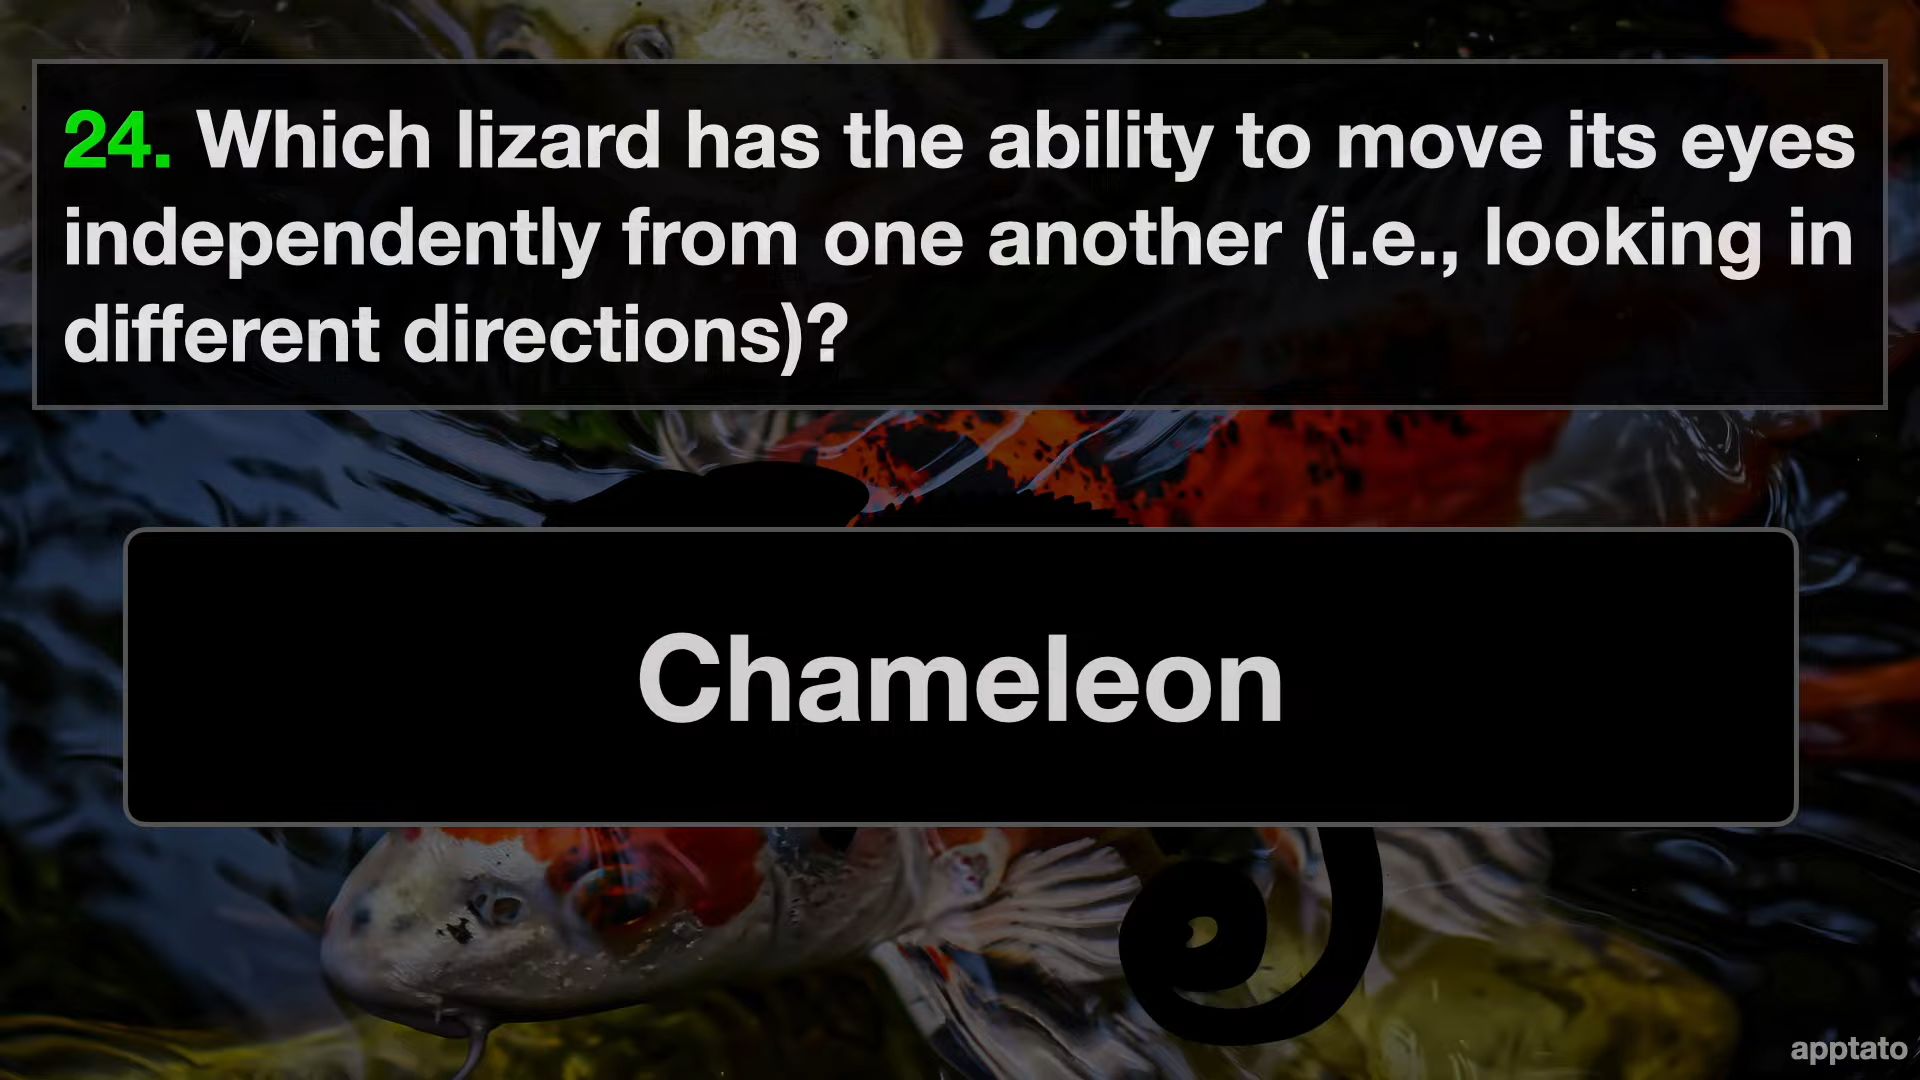 24. Which lizard has the ability to move its eyes
independently from one another (i.e., looking in
different directions)?
Chameleon
apptato